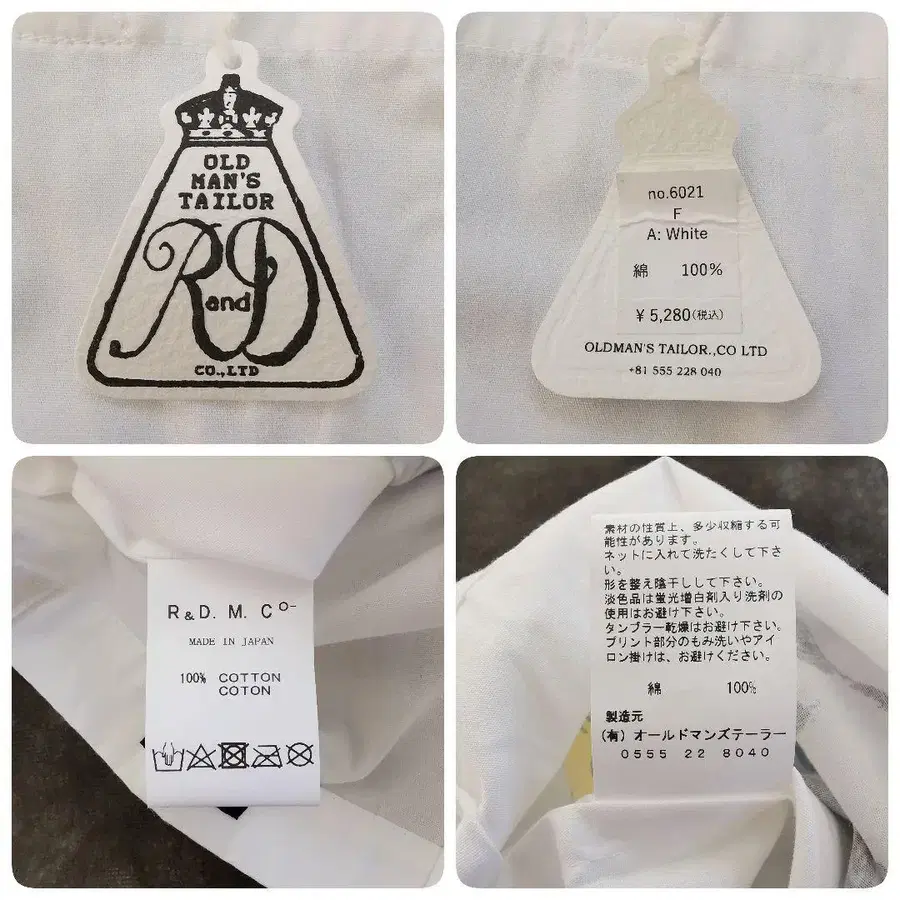 OLD
MAN'S
TAILOR
R and D
CO.,LTD
no.6021
F
A: White
綿 100%
¥5,280(税込)
OLDMAN'S TAILOR.,CO LTD
+81 555 228 040
R&D. M. Cº-
MADE IN JAPAN
100% COTTON
COTON
素材の性質上、多少収縮する可
能性があります。
ネットに入れて洗たくして下さ
い。
形を整え陰干しして下さい。
淡色品は蛍光増白剤入り洗剤の
使用はお避け下さい。
タンブラー乾燥はお避け下さい。
プリント部分のもみ洗いやアイ
ロン掛けは、お避けください。
綿 100%
製造元
(有) オールドマンズテーラー
0555 22 8040